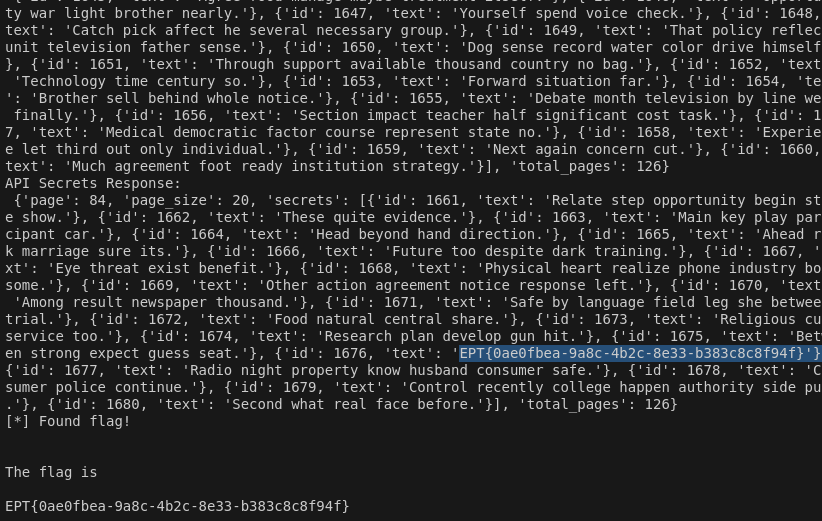 ty war light brother nearly.'}, {'id': 1647, 'text': 'Yourself spend voice check.'}, {'id': 1648,
text': 'Catch pick affect he several necessary group.'}, {'id': 1649, 'text': 'That policy reflec
unit television father sense.'}, {'id': 1650, 'text': 'Dog sense record water color drive himself
}, {'id': 1651, 'text': 'Through support available thousand country no bag.'}, {'id': 1652, 'text
'Technology time century so.'}, {'id': 1653, 'text': 'Forward situation far.'}, {'id': 1654, 'te
': 'Brother sell behind whole notice.'}, {'id': 1655, 'text': 'Debate month television by line we
finally.'}, {'id': 1656, 'text': 'Section impact teacher half significant cost task.'}, {'id': 1
7, 'text': 'Medical democratic factor course represent state no.'}, {'id': 1658, 'text': 'Experie
e let third out only individual.'}, {'id': 1659, 'text': 'Next again concern cut.'}, {'id': 1660,
text': 'Much agreement foot ready institution strategy.'}], 'total_pages': 126}
API Secrets Response:
{'page': 84, 'page_size': 20, 'secrets': [{'id': 1661, 'text': 'Relate step opportunity begin st
e show.'}, {'id': 1662, 'text': 'These quite evidence.'}, {'id': 1663, 'text': 'Main key play par
cipant car.'}, {'id': 1664, 'text': 'Head beyond hand direction.'}, {'id': 1665, 'text': 'Ahead r
k marriage sure its.'}, {'id': 1666, 'text': 'Future too despite dark training.'}, {'id': 1667, '
xt': 'Eye threat exist benefit.'}, {'id': 1668, 'text': 'Physical heart realize phone industry bo
some.'}, {'id': 1669, 'text': 'Other action agreement notice response left.'}, {'id': 1670, 'text
'Among result newspaper thousand.'}, {'id': 1671, 'text': 'Safe by language field leg she betwee
trial.'}, {'id': 1672, 'text': 'Food natural central share.'}, {'id': 1673, 'text': 'Religious cu
service too.'}, {'id': 1674, 'text': 'Research plan develop gun hit.'}, {'id': 1675, 'text': 'Bet
en strong expect guess seat.'}, {'id': 1676, 'text': 'EPT{0ae0fbea-9a8c-4b2c-8e33-b383c8c8f94f}'}
{'id': 1677, 'text': 'Radio night property know husband consumer safe.'}, {'id': 1678, 'text': 'C
sumer police continue.'}, {'id': 1679, 'text': 'Control recently college happen authority side pu
.'}, {'id': 1680, 'text': 'Second what real face before.'}], 'total_pages': 126}
[*] Found flag!
The flag is
EPT{0ae0fbea-9a8c-4b2c-8e33-b383c8c8f94f}